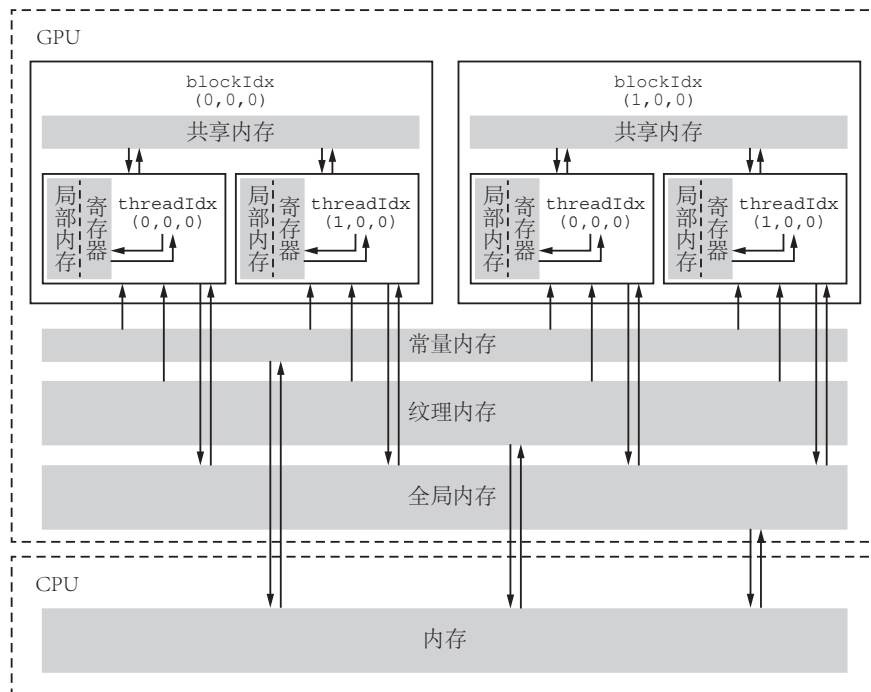 GPU
blockIdx
(0,0,0)
共享内存
局部内存
寄存器
threadIdx
(0,0,0)
局部内存
寄存器
threadIdx
(1,0,0)
blockIdx
(1,0,0)
共享内存
局部内存
寄存器
threadIdx
(0,0,0)
局部内存
寄存器
threadIdx
(1,0,0)
常量内存
纹理内存
全局内存
CPU
内存